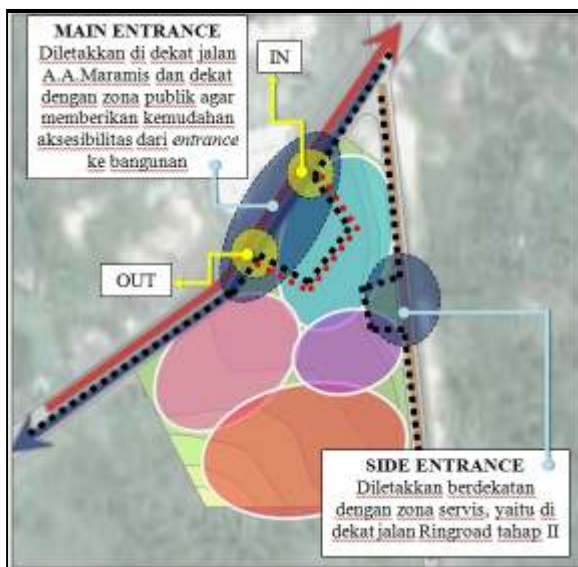 MAIN ENTRANCE
Diletakkan di dekat jalan
A.A.Maramis dan dekat
dengan zona publik agar
memberikan kemudahan
aksesibilitas dari entrance
ke bangunan
IN
OUT
SIDE ENTRANCE
Diletakkan berdekatan
dengan zona servis, yaitu di
dekat jalan Ringroad tahap II